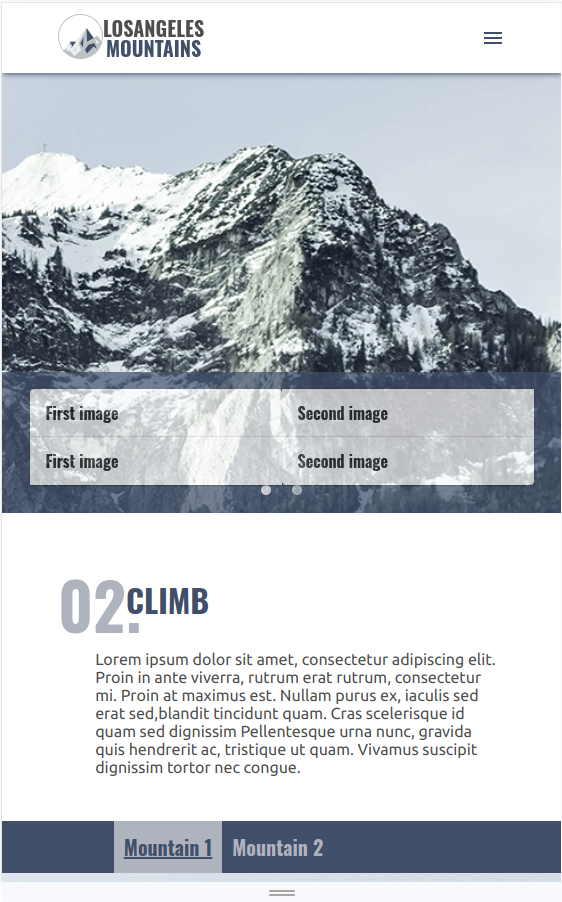 LOSANGELES
MOUNTAINS
First image
Second image
First image
Second image
02.
CLIMB
Lorem ipsum dolor sit amet, consectetur adipiscing elit.
Proin in ante viverra, rutrum erat rutrum, consectetur
mi. Proin at maximus est. Nullam purus ex, iaculis sed
erat sed,blandit tincidunt quam. Cras scelerisque id
quam sed dignissim Pellentesque urna nunc, gravida
quis hendrerit ac, tristique ut quam. Vivamus suscipit
dignissim tortor nec congue.
Mountain 1
Mountain 2